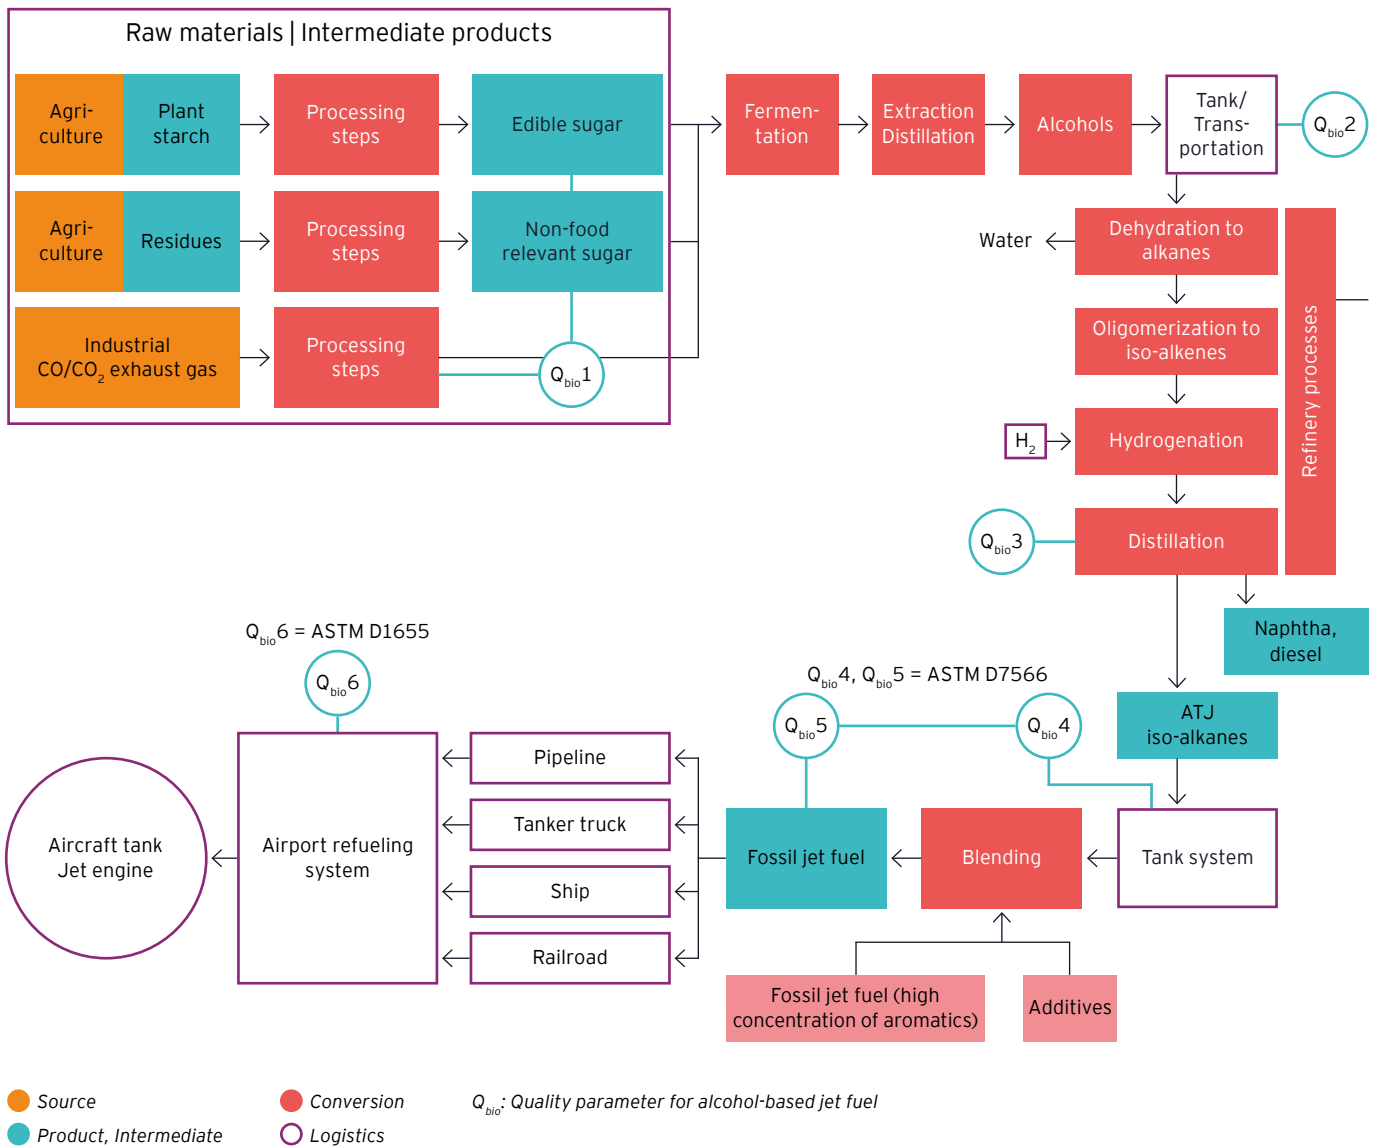 Raw materials | Intermediate products
Agri-
culture
Plant
starch
Processing
steps
Edible sugar
Fermen-
tation
Extraction
Distillation
Alcohols
Tank/
Trans-
portation
Qbio2
Agri-
culture
Residues
Processing
steps
Non-food
relevant sugar
Industrial
CO/CO2 exhaust gas
Processing
steps
Qbio1
Water
Dehydration to
alkanes
Oligomerization to
iso-alkenes
H2
Hydrogenation
Qbio3
Distillation
Refinery processes
Naphtha,
diesel
ATJ
iso-alkanes
Qbio4, Qbio5 = ASTM D7566
Qbio5
Qbio4
Qbio6 = ASTM D1655
Qbio6
Aircraft tank
Jet engine
Airport refueling
system
Pipeline
Tanker truck
Ship
Railroad
Fossil jet fuel
Blending
Tank system
Fossil jet fuel (high
concentration of aromatics)
Additives
Source
Conversion
Qbio: Quality parameter for alcohol-based jet fuel
Product, Intermediate
Logistics